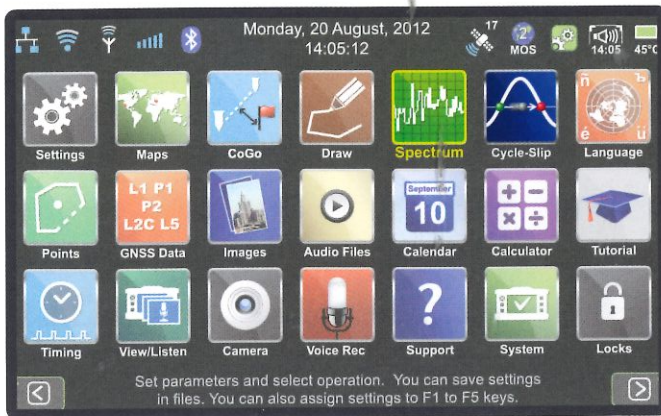 Monday, 20 August, 2012
14:05:12
17
2
MOS
14:05
45°C
Settings
Maps
CoGo
Draw
Spectrum
Cycle-Slip
ñ ъ
é ü
Language
Points
L1 P1
P2
L2C L5
GNSS Data
Images
Audio Files
September
10
Calendar
Calculator
Tutorial
Timing
View/Listen
Camera
Voice Rec
?
Support
System
Locks
Set parameters and select operation. You can save settings
in files. You can also assign settings to F1 to F5 keys.